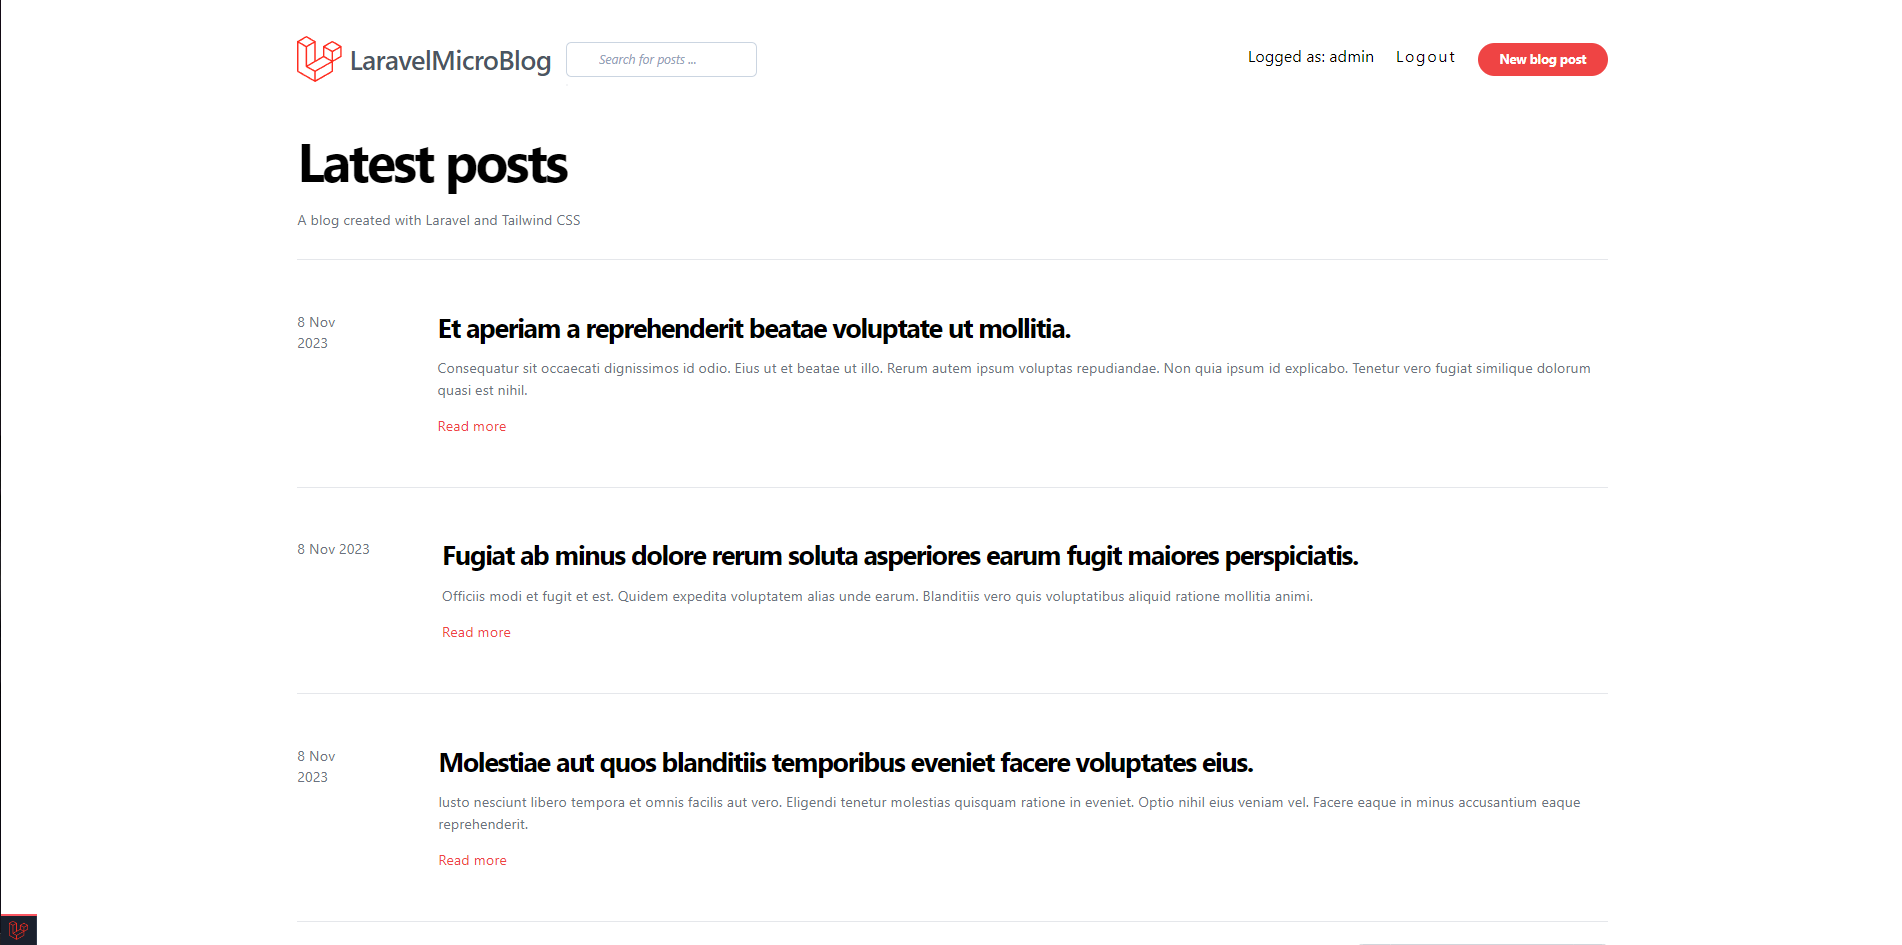 LaravelMicroBlog
Search for posts ...
Logged as: admin
Logout
New blog post
Latest posts
A blog created with Laravel and Tailwind CSS
8 Nov
2023
Et aperiam a reprehenderit beatae voluptate ut mollitia.
Consequatur sit occaecati dignissimos id odio. Eius ut et beatae ut illo. Rerum autem ipsum voluptas repudiandae. Non quia ipsum id explicabo. Tenetur vero fugiat similique dolorum
quasi est nihil.
Read more
8 Nov 2023
Fugiat ab minus dolore rerum soluta asperiores earum fugit maiores perspiciatis.
Officiis modi et fugit et est. Quidem expedita voluptatem alias unde earum. Blanditiis vero quis voluptatibus aliquid ratione mollitia animi.
Read more
8 Nov
2023
Molestiae aut quos blanditiis temporibus eveniet facere voluptates eius.
Iusto nesciunt libero tempora et omnis facilis aut vero. Eligendi tenetur molestias quisquam ratione in eveniet. Optio nihil eius veniam vel. Facere eaque in minus accusantium eaque
reprehenderit.
Read more